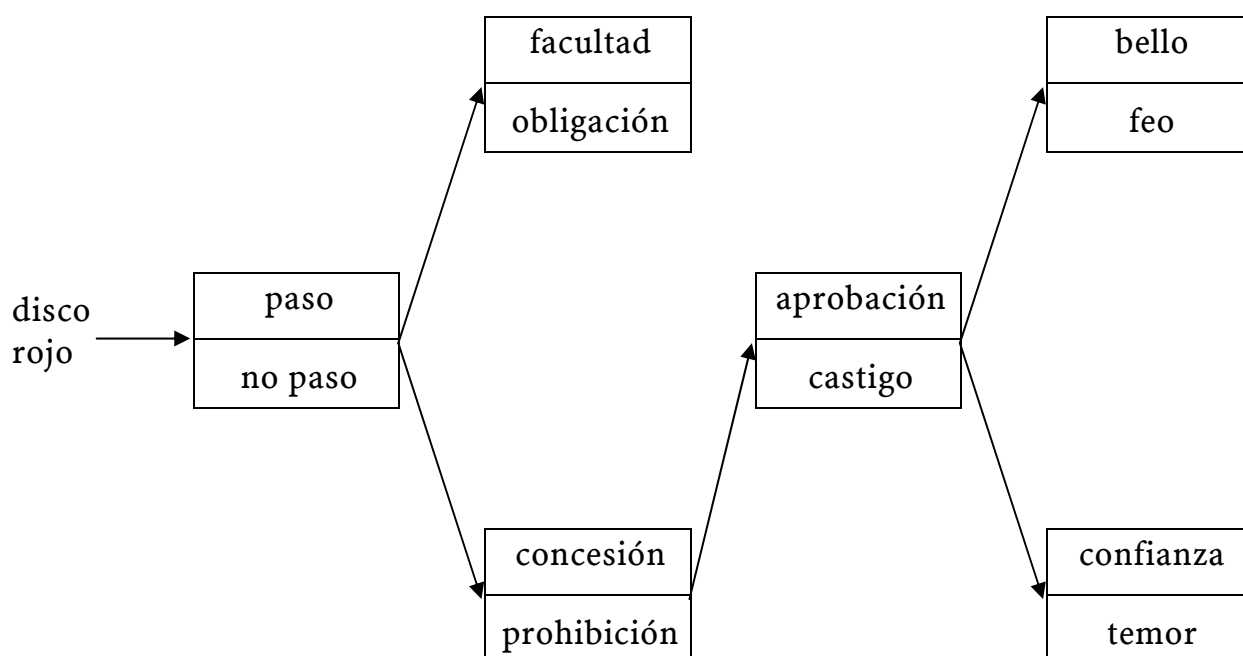 facultad
obligación
bello
feo
disco
rojo
paso
no paso
aprobación
castigo
concesión
prohibición
confianza
temor